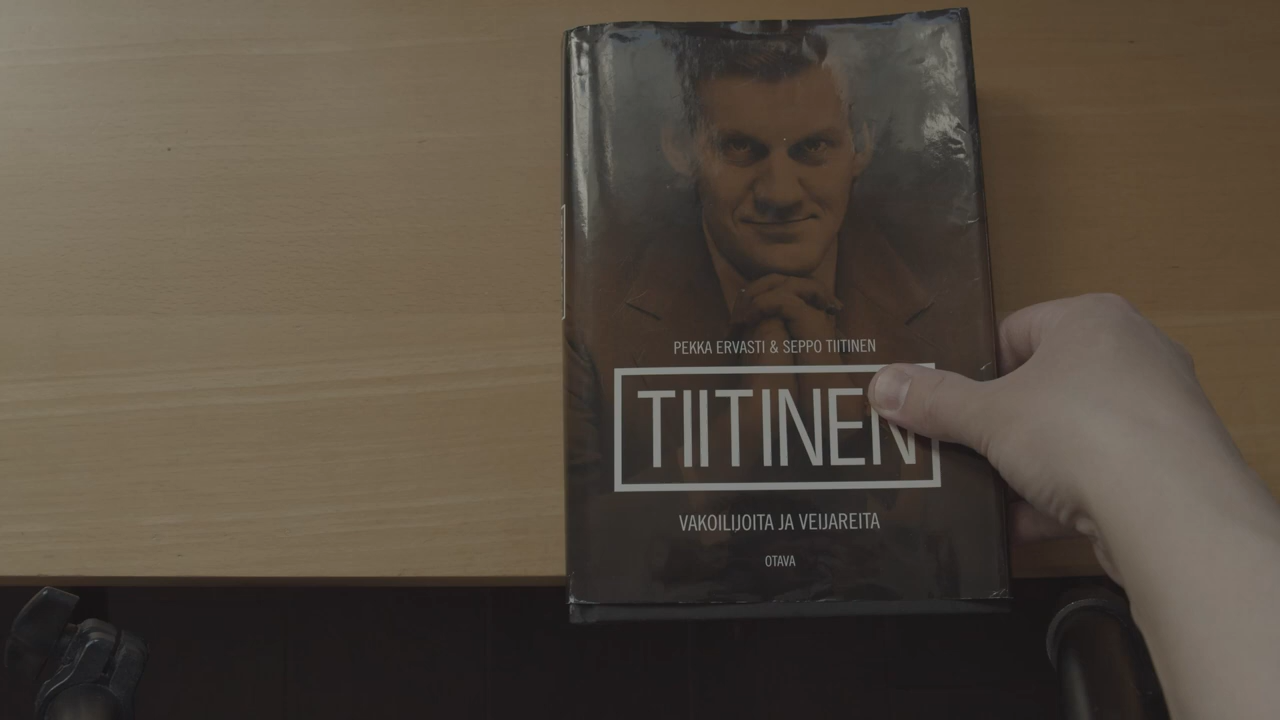 PEKKA ERVASTI & SEPPO TIITINEN
TIITINEN
VAKOILIJOITA JA VEIJAREITA
OTAVA